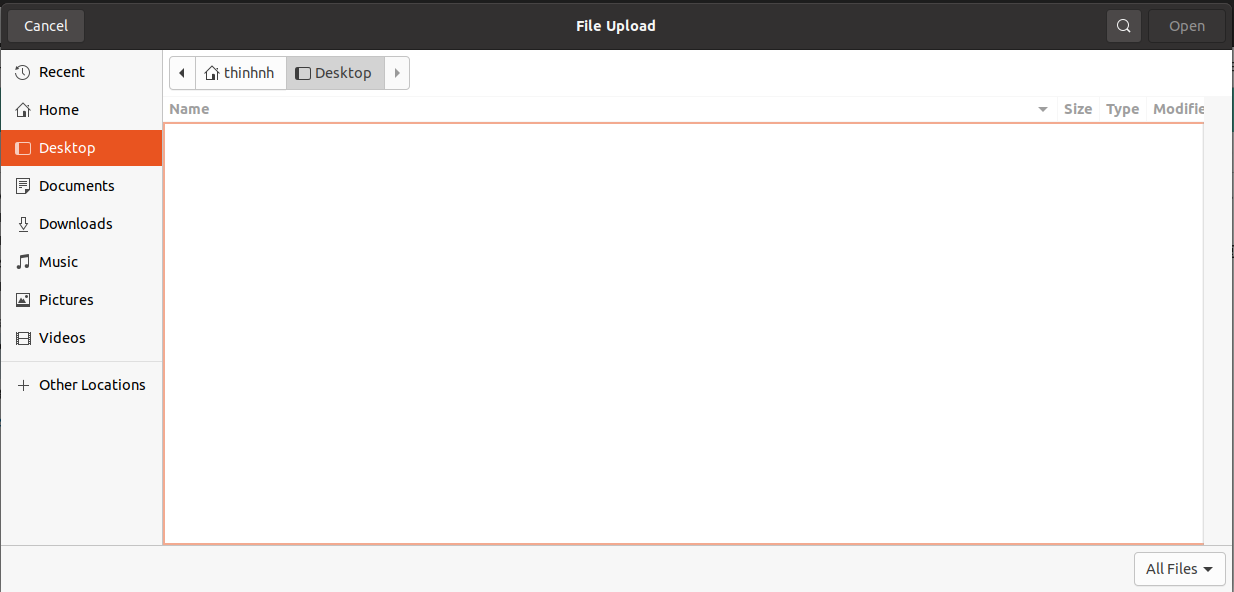 Cancel File Upload Open
Recent
Home
Desktop
Documents
Downloads
Music
Pictures
Videos
Other Locations
thinhnh Desktop
Name Size Type Modifie
All Files